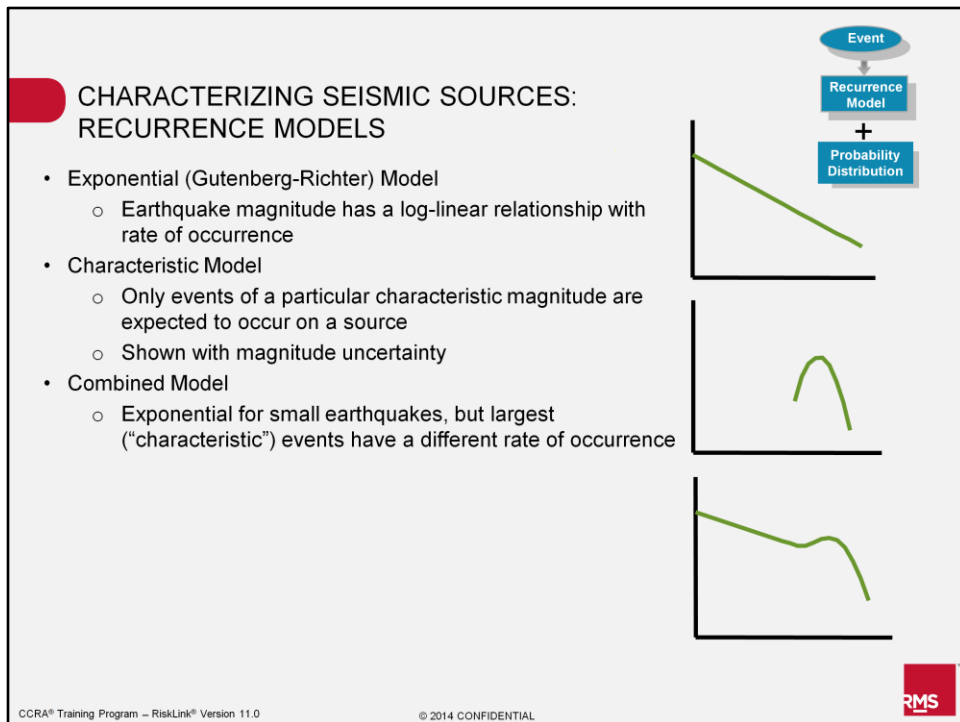 Event
Recurrence
Model
+
Probability
Distribution
CHARACTERIZING SEISMIC SOURCES:
RECURRENCE MODELS
• Exponential (Gutenberg-Richter) Model
o Earthquake magnitude has a log-linear relationship with
rate of occurrence
• Characteristic Model
o Only events of a particular characteristic magnitude are
expected to occur on a source
o Shown with magnitude uncertainty
• Combined Model
o Exponential for small earthquakes, but largest
(“characteristic”) events have a different rate of occurrence
CCRA® Training Program – RiskLink® Version 11.0
© 2014 CONFIDENTIAL
RMS